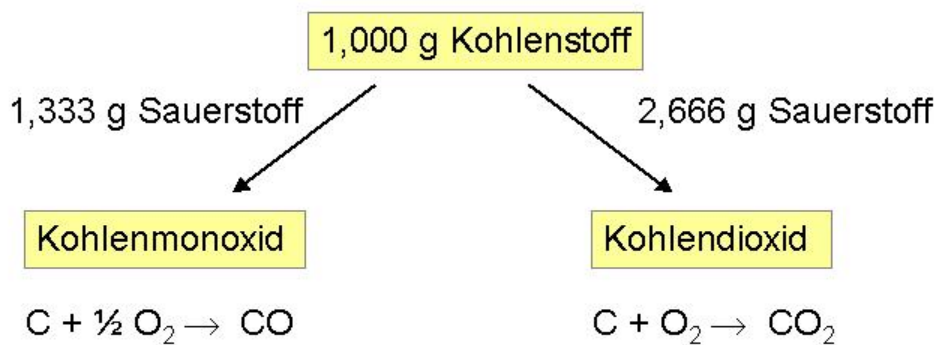 1,000 g Kohlenstoff
1,333 g Sauerstoff
2,666 g Sauerstoff
Kohlenmonoxid
Kohlendioxid
C + ½ O₂ → CO
C + O₂ → CO₂